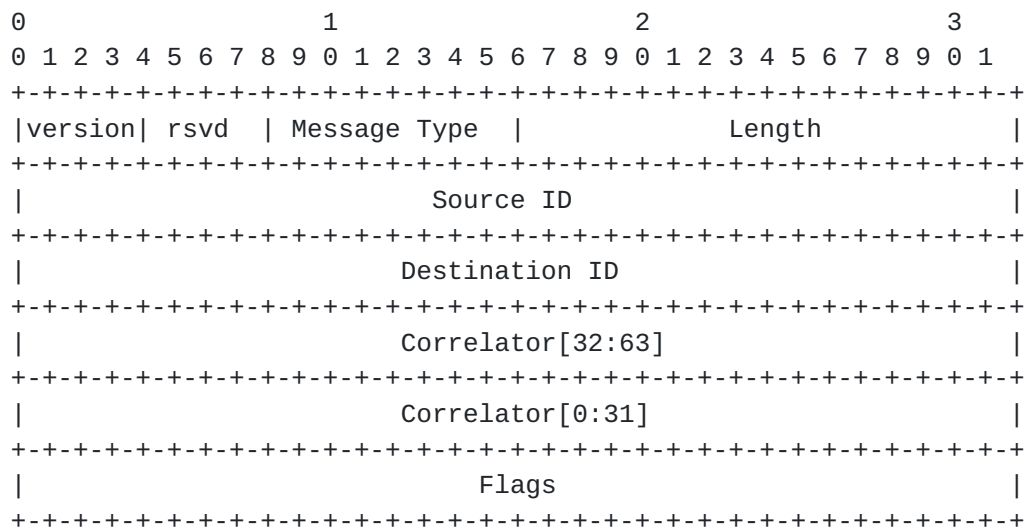 0                   1                   2                   3
0 1 2 3 4 5 6 7 8 9 0 1 2 3 4 5 6 7 8 9 0 1 2 3 4 5 6 7 8 9 0 1
+-+-+-+-+-+-+-+-+-+-+-+-+-+-+-+-+-+-+-+-+-+-+-+-+-+-+-+-+-+-+-+-+
|version| rsvd  | Message Type  |             Length            |
+-+-+-+-+-+-+-+-+-+-+-+-+-+-+-+-+-+-+-+-+-+-+-+-+-+-+-+-+-+-+-+-+
|                          Source ID                            |
+-+-+-+-+-+-+-+-+-+-+-+-+-+-+-+-+-+-+-+-+-+-+-+-+-+-+-+-+-+-+-+-+
|                        Destination ID                         |
+-+-+-+-+-+-+-+-+-+-+-+-+-+-+-+-+-+-+-+-+-+-+-+-+-+-+-+-+-+-+-+-+
|                        Correlator[32:63]                      |
+-+-+-+-+-+-+-+-+-+-+-+-+-+-+-+-+-+-+-+-+-+-+-+-+-+-+-+-+-+-+-+-+
|                        Correlator[0:31]                       |
+-+-+-+-+-+-+-+-+-+-+-+-+-+-+-+-+-+-+-+-+-+-+-+-+-+-+-+-+-+-+-+-+
|                             Flags                             |
+-+-+-+-+-+-+-+-+-+-+-+-+-+-+-+-+-+-+-+-+-+-+-+-+-+-+-+-+-+-+-+-+